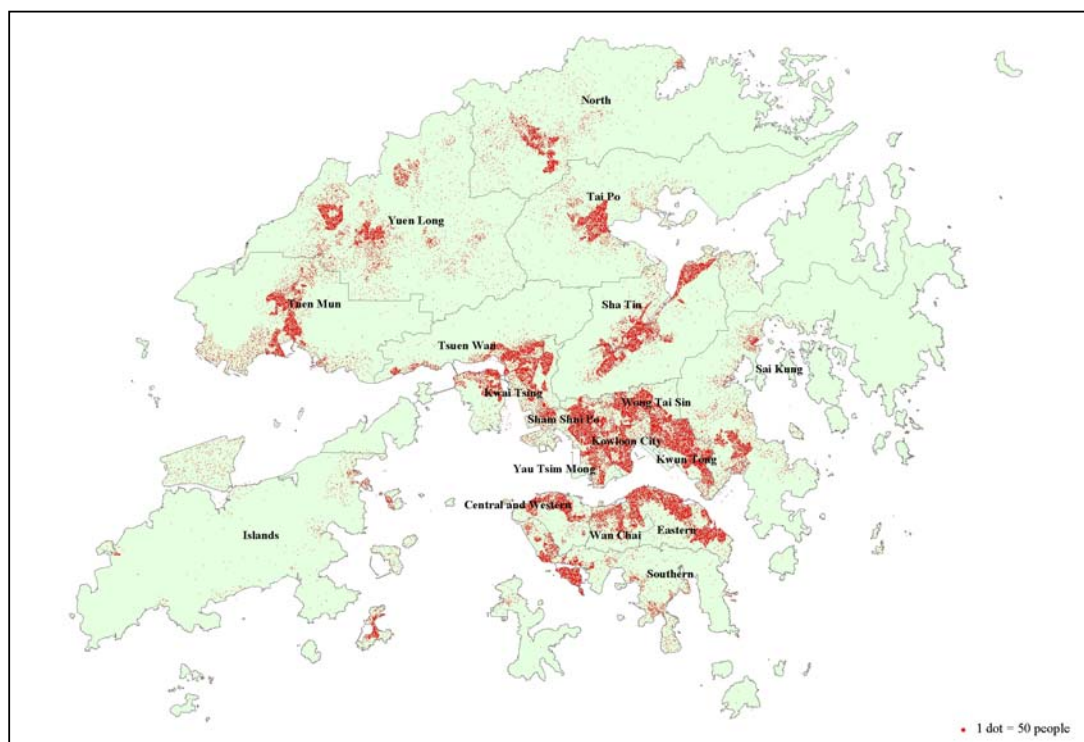 North
Tai Po
Yuen Long
Tuen Mun
Sha Tin
Tsuen Wan
Sai Kung
Kwai Tsing
Wong Tai Sin
Sham Shui Po
Kowloon City
Kwun Tong
Yau Tsim Mong
Central and Western
Eastern
Wan Chai
Islands
Southern
1 dot = 50 people